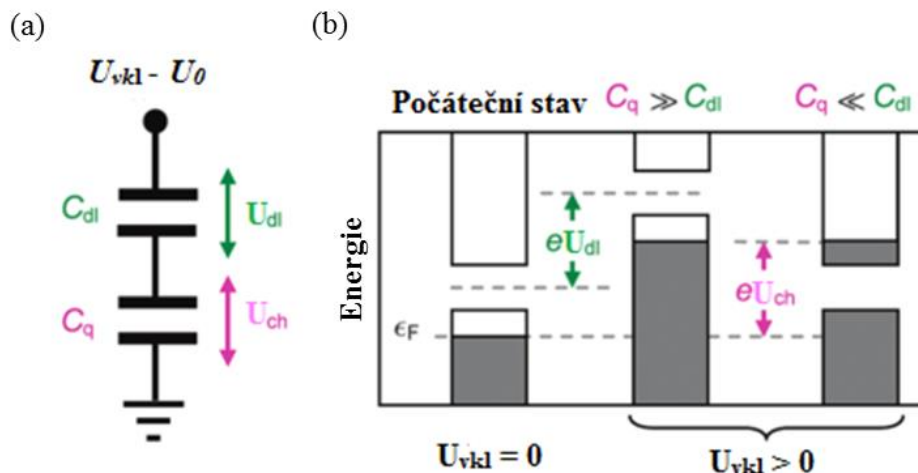 (a)
U_vkl - U_0
C_dl
U_dl
C_q
U_ch
(b)
Počáteční stav
C_q ≫ C_dl
C_q ≪ C_dl
Energie
eU_dl
eU_ch
ϵ_F
U_vkl = 0
U_vkl > 0